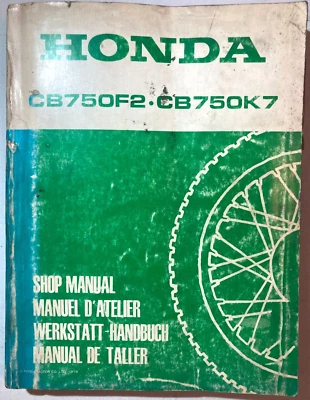 HONDA
CB750F2·CB750K7
SHOP MANUAL
MANUEL D'ATELIER
WERKSTATT-HANDBUCH
MANUAL DE TALLER